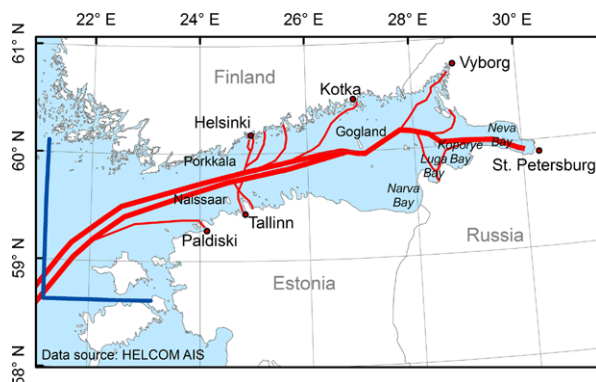 22°E
24°E
26°E
28°E
30°E
61°N
60°N
59°N
58°N
Vyborg
Finland
Kotka
Helsinki
Gogland
Neva
Bay
Koporye
Bay
Porkkala
Luga Bay
St. Petersburg
Naissaar
Narva
Bay
Tallinn
Paldiski
Russia
Estonia
Data source: HELCOM AIS